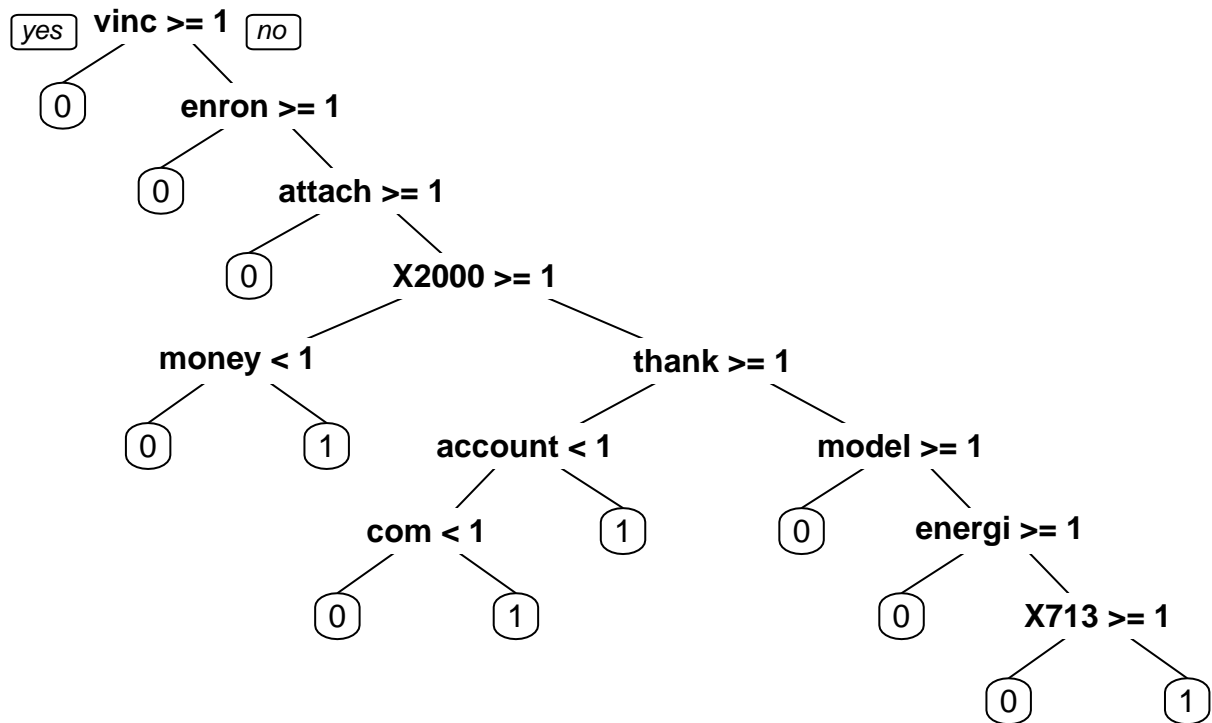 yes vinc >= 1 no
0 enron >= 1
0 attach >= 1
0 X2000 >= 1
money < 1 thank >= 1
0 1 account < 1 model >= 1
com < 1 1 0 energi >= 1
0 1 0 X713 >= 1
0 1